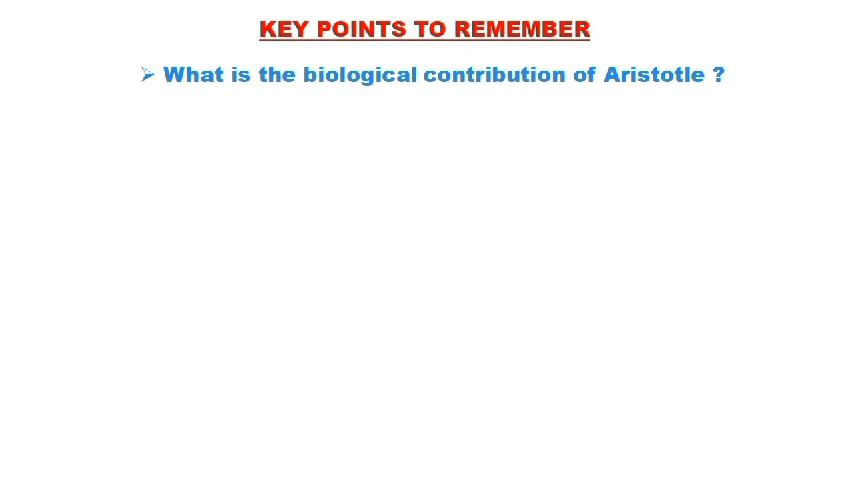 KEY POINTS TO REMEMBER
➢ What is the biological contribution of Aristotle ?